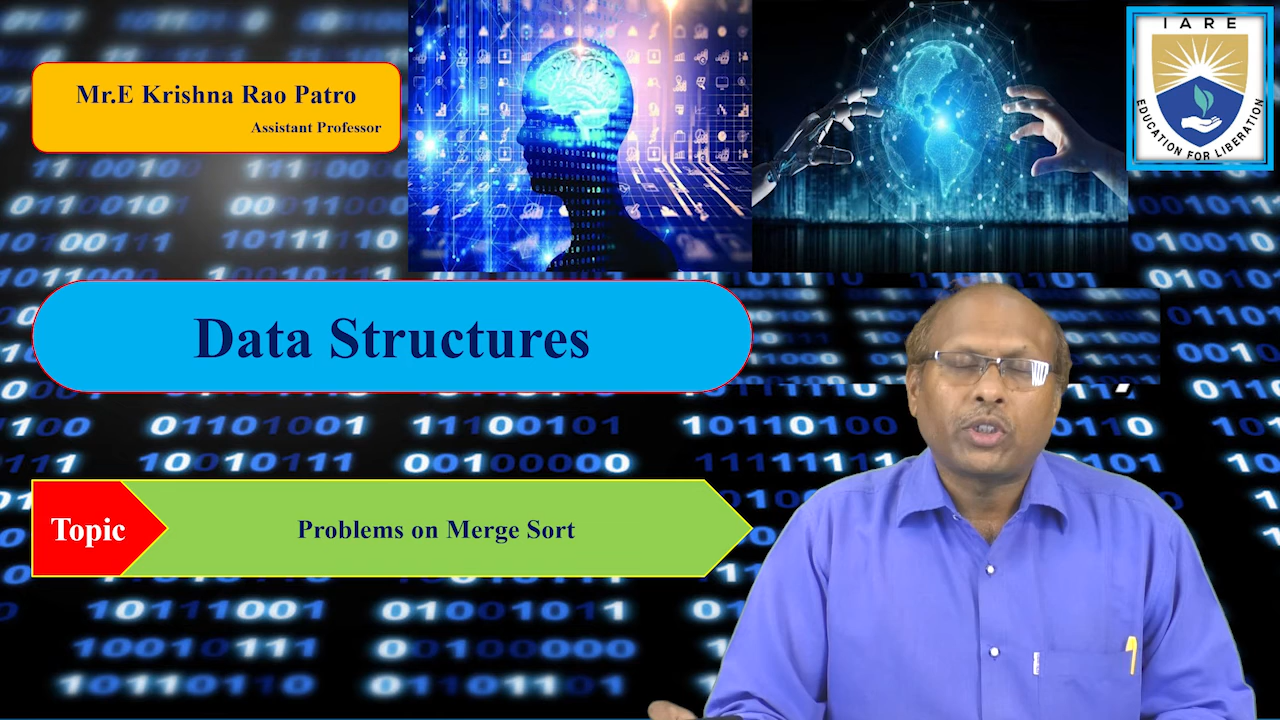 Mr.E Krishna Rao Patro
Assistant Professor
IARE
EDUCATION FOR LIBERATION
Data Structures
Topic
Problems on Merge Sort